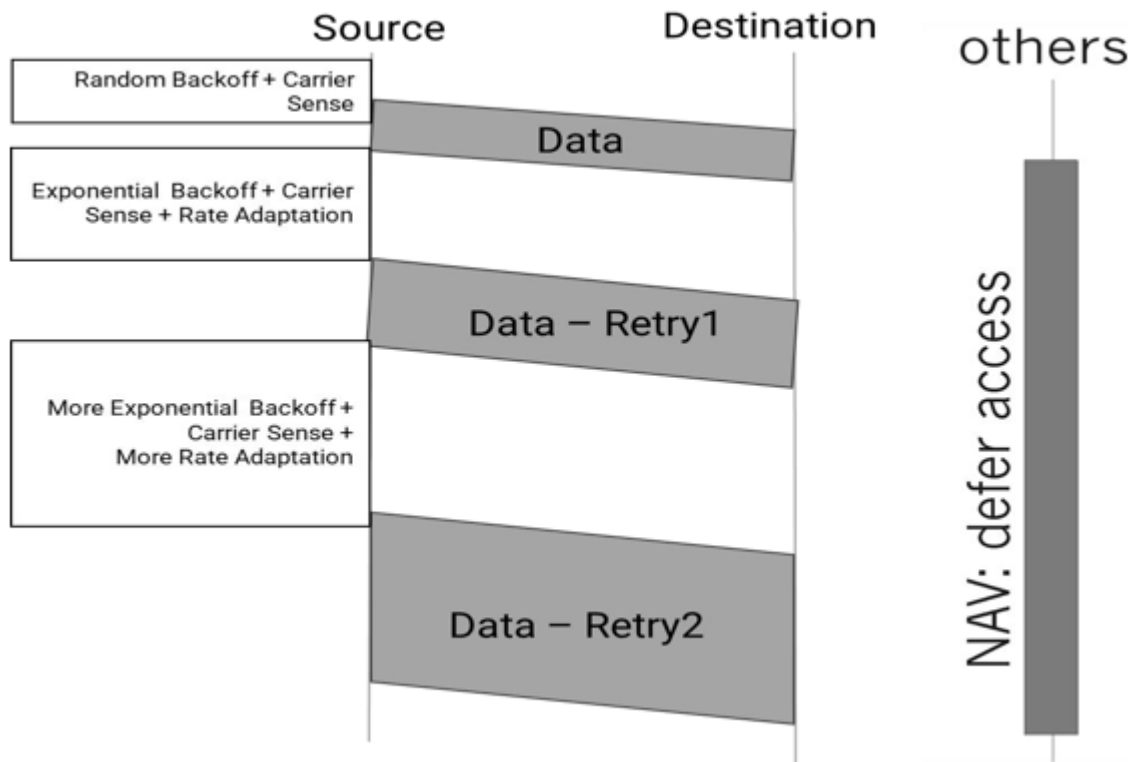 Source
Destination
others
Random Backoff + Carrier
Sense
Data
Exponential Backoff + Carrier
Sense + Rate Adaptation
Data – Retry1
More Exponential Backoff +
Carrier Sense +
More Rate Adaptation
Data – Retry2
NAV: defer access